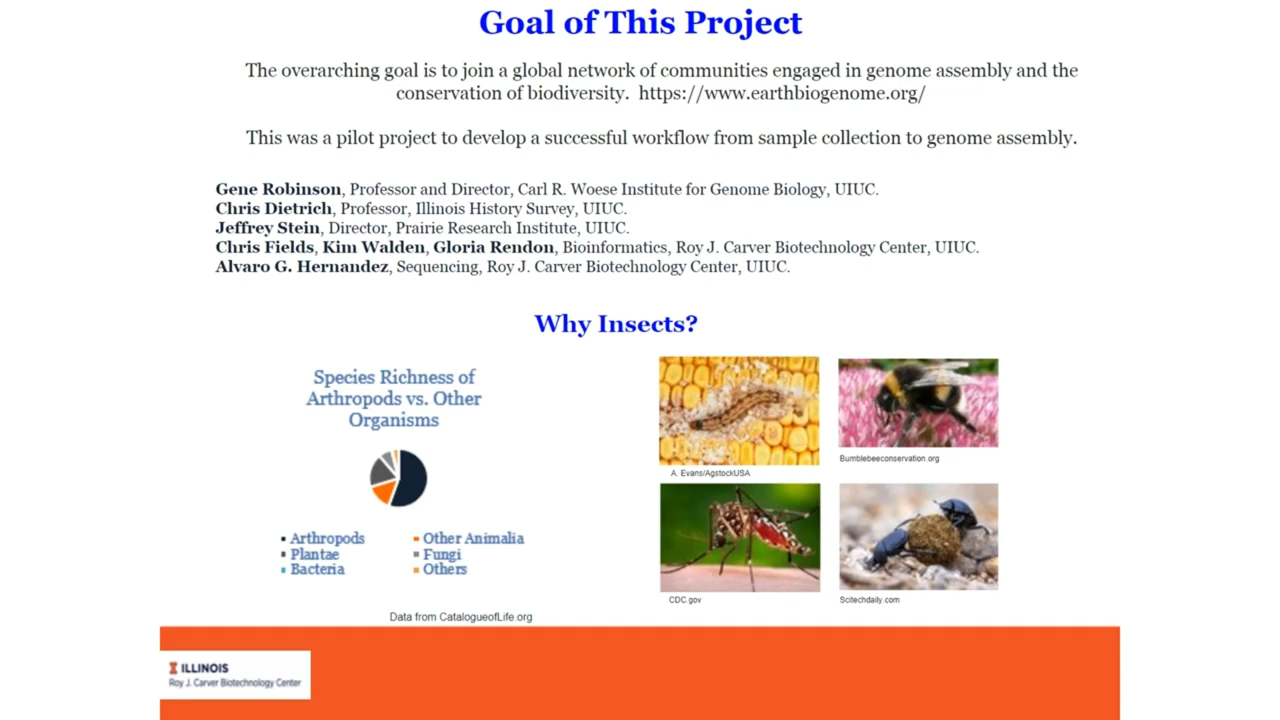 Goal of This Project
The overarching goal is to join a global network of communities engaged in genome assembly and the
conservation of biodiversity. https://www.earthbiogenome.org/
This was a pilot project to develop a successful workflow from sample collection to genome assembly.
Gene Robinson, Professor and Director, Carl R. Woese Institute for Genome Biology, UIUC.
Chris Dietrich, Professor, Illinois History Survey, UIUC.
Jeffrey Stein, Director, Prairie Research Institute, UIUC.
Chris Fields, Kim Walden, Gloria Rendon, Bioinformatics, Roy J. Carver Biotechnology Center, UIUC.
Alvaro G. Hernandez, Sequencing, Roy J. Carver Biotechnology Center, UIUC.
Why Insects?
Species Richness of
Arthropods vs. Other
Organisms
Arthropods
Other Animalia
Plantae
Fungi
Bacteria
Others
Data from CatalogueofLife.org
A. Evans/AgstockUSA
Bumblebeeconservation.org
CDC.gov
Scitechdaily.com
ILLINOIS
Roy J. Carver Biotechnology Center